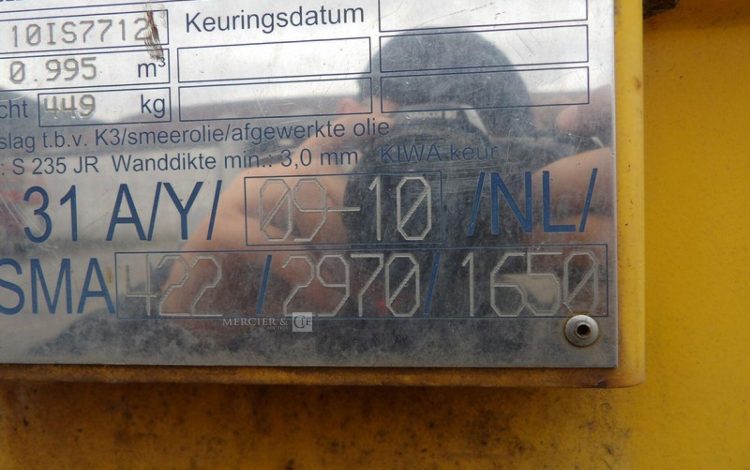 10IS7712 Keuringsdatum
0.995 m³
cht 449 kg
slag t.b.v. K3/smeerolie/afgewerkte olie
: S 235 JR Wanddikte min.: 3,0 mm KIWA keur
31 A/Y/ 09-10 /NL/
SMA 422 /2970/ 1650
MERCIER & Cie